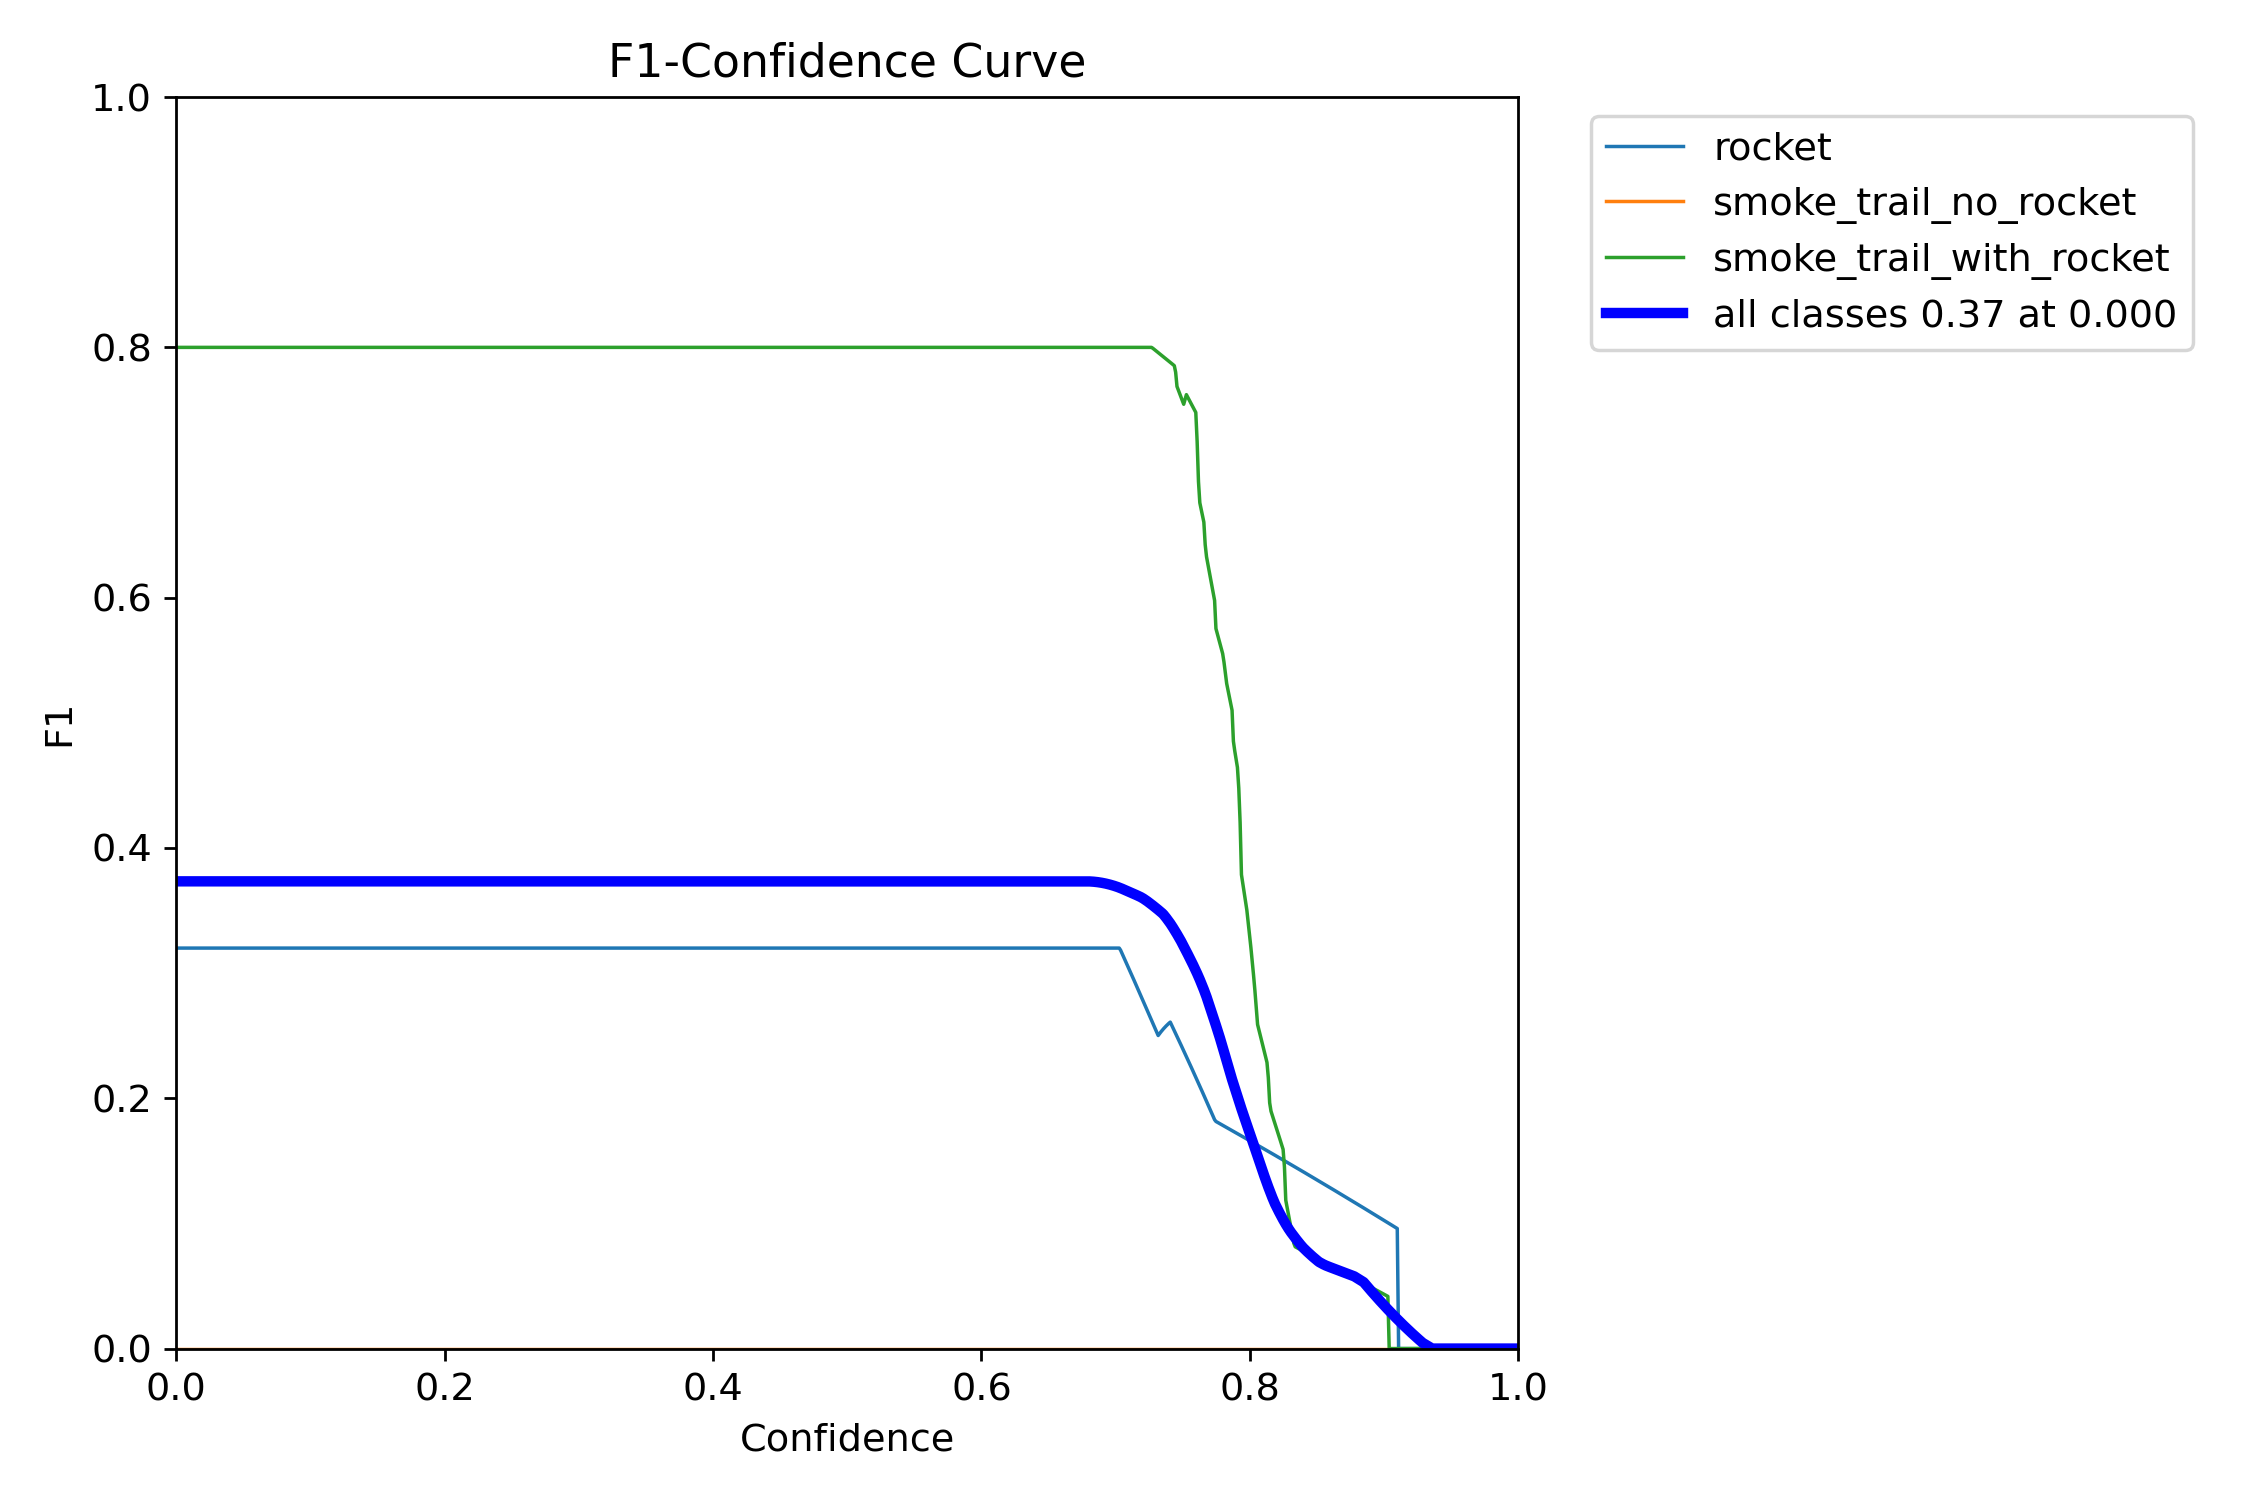 F1-Confidence Curve
1.0
0.8
0.6
0.4
0.2
0.0
F1
0.0
0.2
0.4
0.6
0.8
1.0
Confidence
rocket
smoke_trail_no_rocket
smoke_trail_with_rocket
all classes 0.37 at 0.000